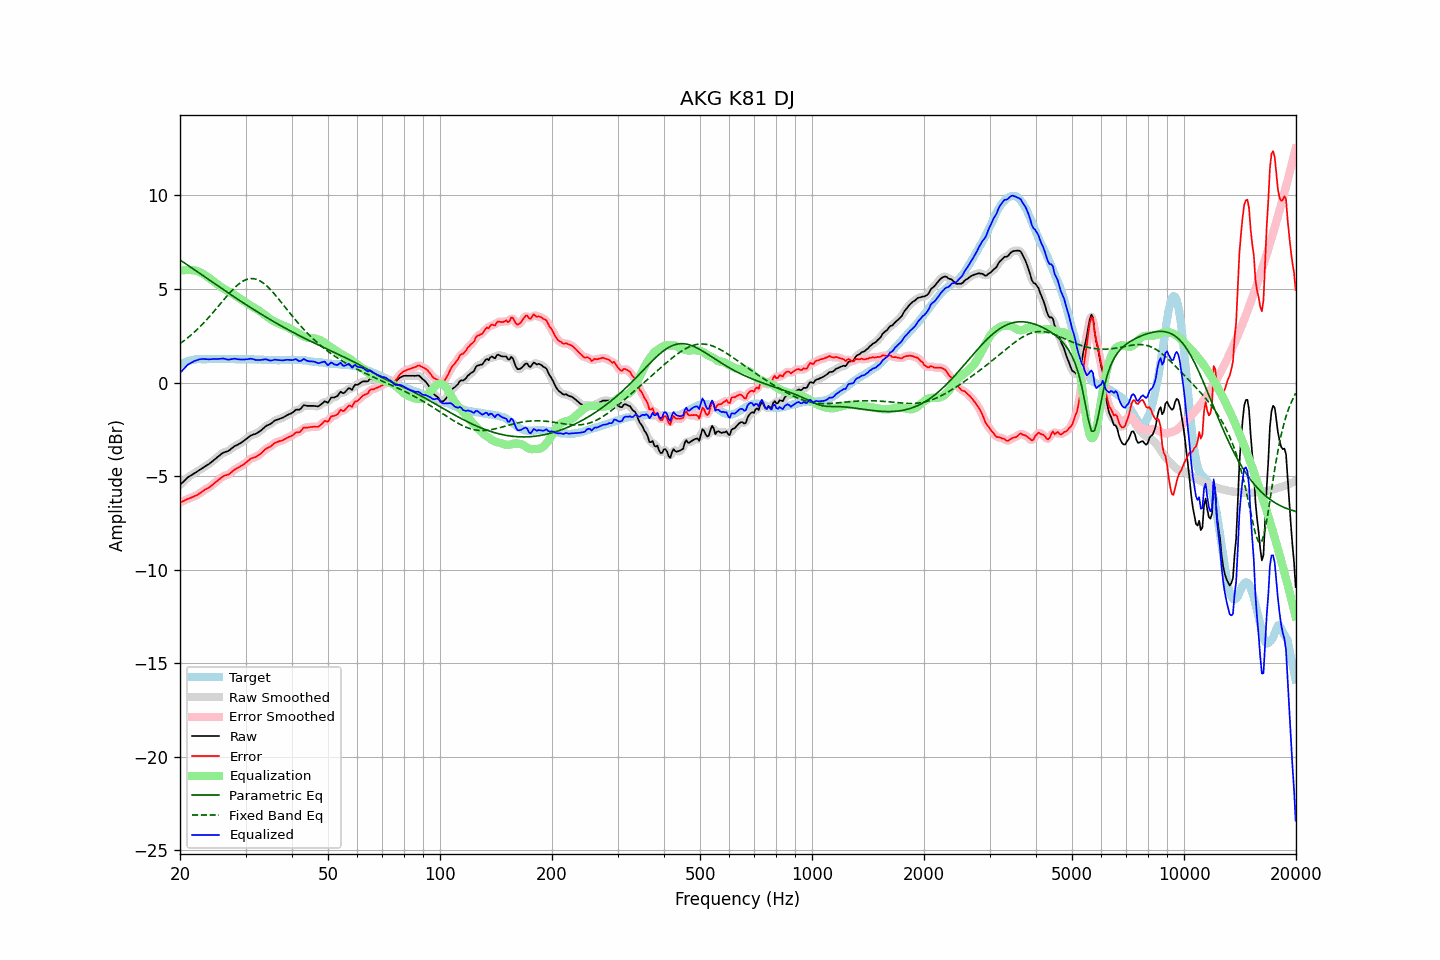 AKG K81 DJ
10
5
0
−5
−10
−15
−20
−25
Amplitude (dBr)
Target
Raw Smoothed
Error Smoothed
Raw
Error
Equalization
Parametric Eq
Fixed Band Eq
Equalized
20 50 100 200 500 1000 2000 5000 10000 20000
Frequency (Hz)